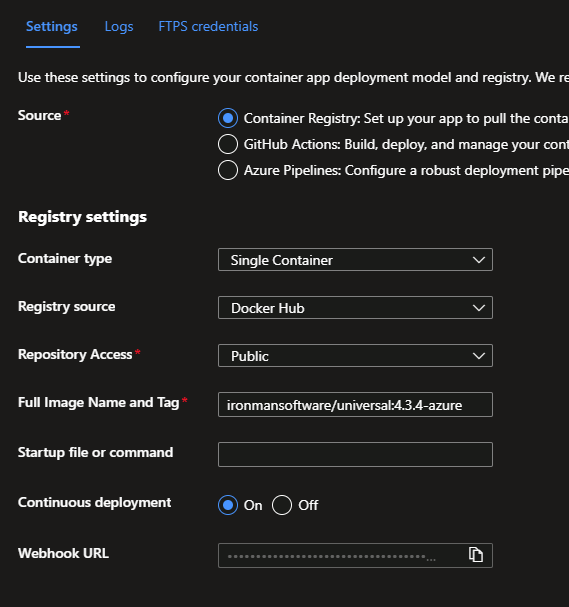 Settings Logs FTPS credentials
Use these settings to configure your container app deployment model and registry. We re
Source*
Container Registry: Set up your app to pull the conta
GitHub Actions: Build, deploy, and manage your cont
Azure Pipelines: Configure a robust deployment pipe
Registry settings
Container type Single Container
Registry source Docker Hub
Repository Access* Public
Full Image Name and Tag* ironmansoftware/universal:4.3.4-azure
Startup file or command
Continuous deployment On Off
Webhook URL ••••••••••••••••••••••••••••••••••...